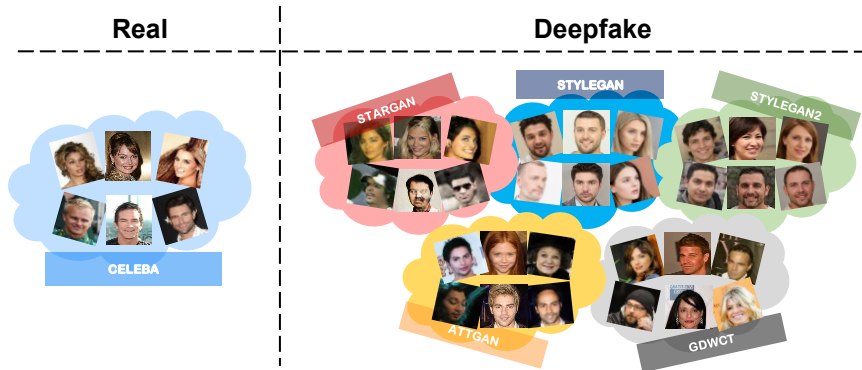 Real
Deepfake
STARGAN
STYLEGAN
STYLEGAN2
CELEBA
ATTGAN
GDWCT